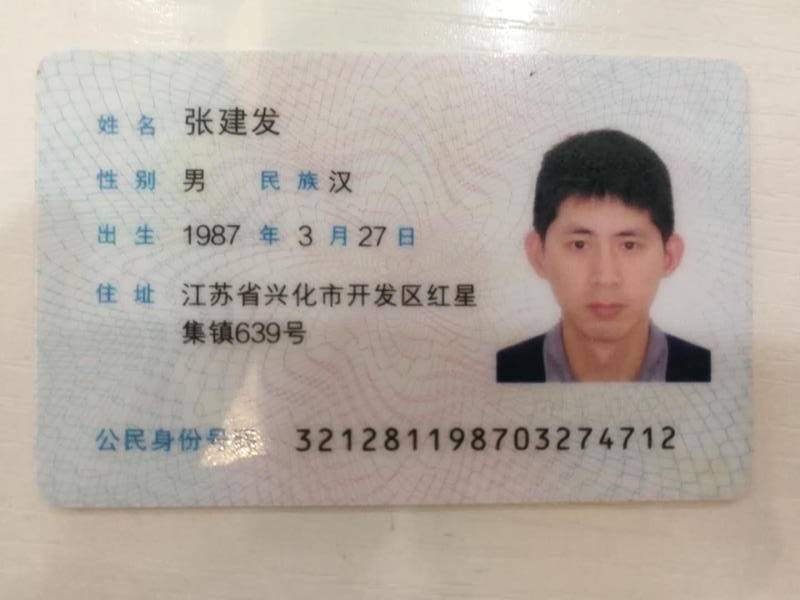 姓名 张建发
性别 男 民族 汉
出生 1987 年 3 月 27 日
住址 江苏省兴化市开发区红星
集镇639号
公民身份号 321281198703274712